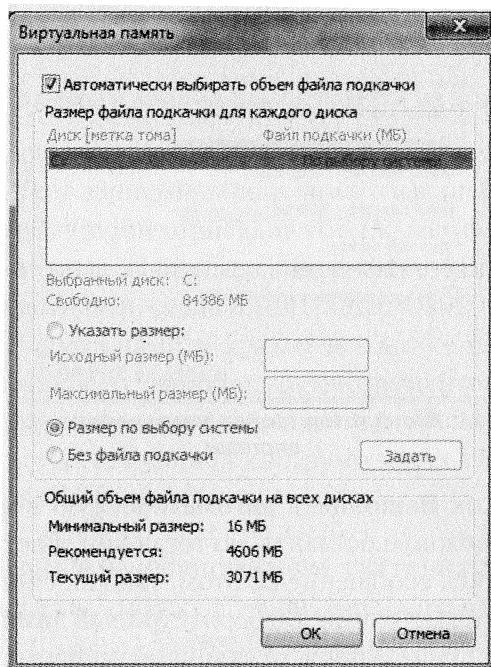 Виртуальная память
Автоматически выбирать объем файла подкачки
Размер файла подкачки для каждого диска
Диск [метка тома] Файл подкачки (МБ)
C: По выбору системы
Выбранный диск: C:
Свободно: 84386 МБ
Указать размер:
Исходный размер (МБ):
Максимальный размер (МБ):
Размер по выбору системы
Без файла подкачки Задать
Общий объем файла подкачки на всех дисках
Минимальный размер: 16 МБ
Рекомендуется: 4606 МБ
Текущий размер: 3071 МБ
ОК Отмена